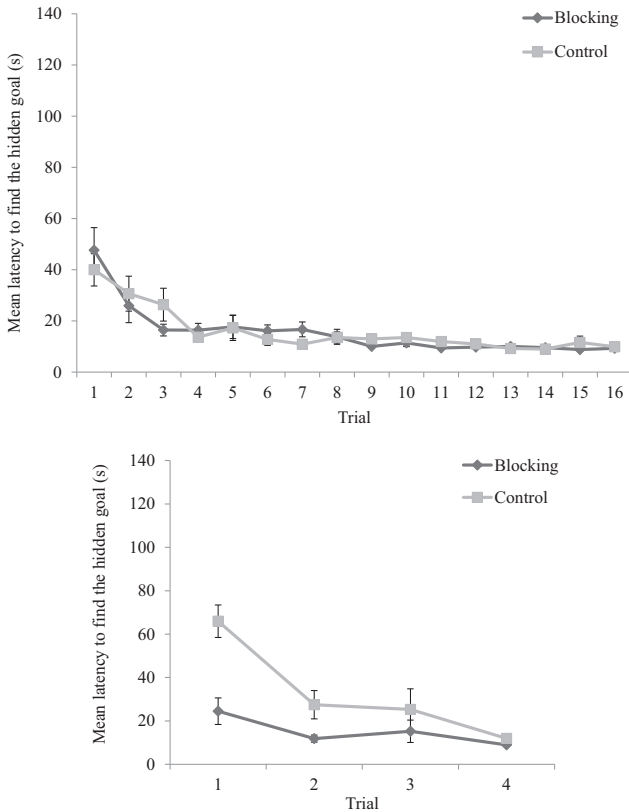 Mean latency to find the hidden goal (s)
140
120
100
80
60
40
20
0
Blocking
Control
1 2 3 4 5 6 7 8 9 10 11 12 13 14 15 16
Trial
Mean latency to find the hidden goal (s)
140
120
100
80
60
40
20
0
Blocking
Control
1 2 3 4
Trial